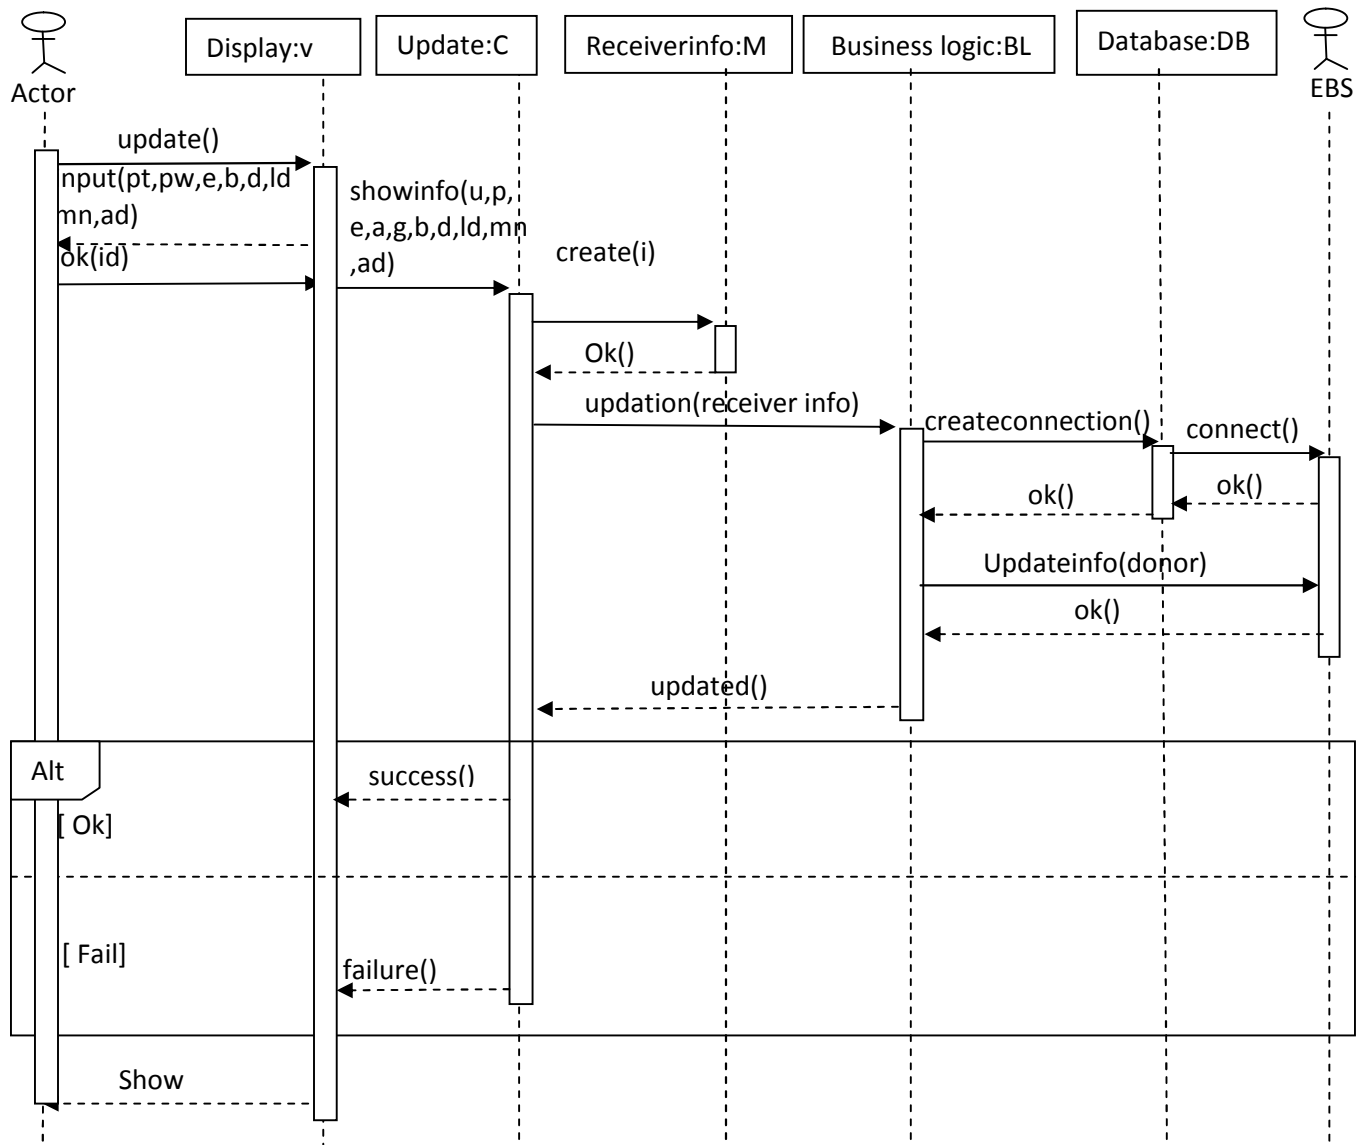 Display:v
Update:C
Receiverinfo:M
Business logic:BL
Database:DB
Actor
EBS
update()
nput(pt,pw,e,b,d,ld
mn,ad)
showinfo(u,p,
e,a,g,b,d,ld,mn
,ad)
ok(id)
create(i)
Ok()
updation(receiver info)
createconnection()
connect()
ok()
ok()
Updateinfo(donor)
ok()
updated()
Alt
success()
[ Ok]
[ Fail]
failure()
Show